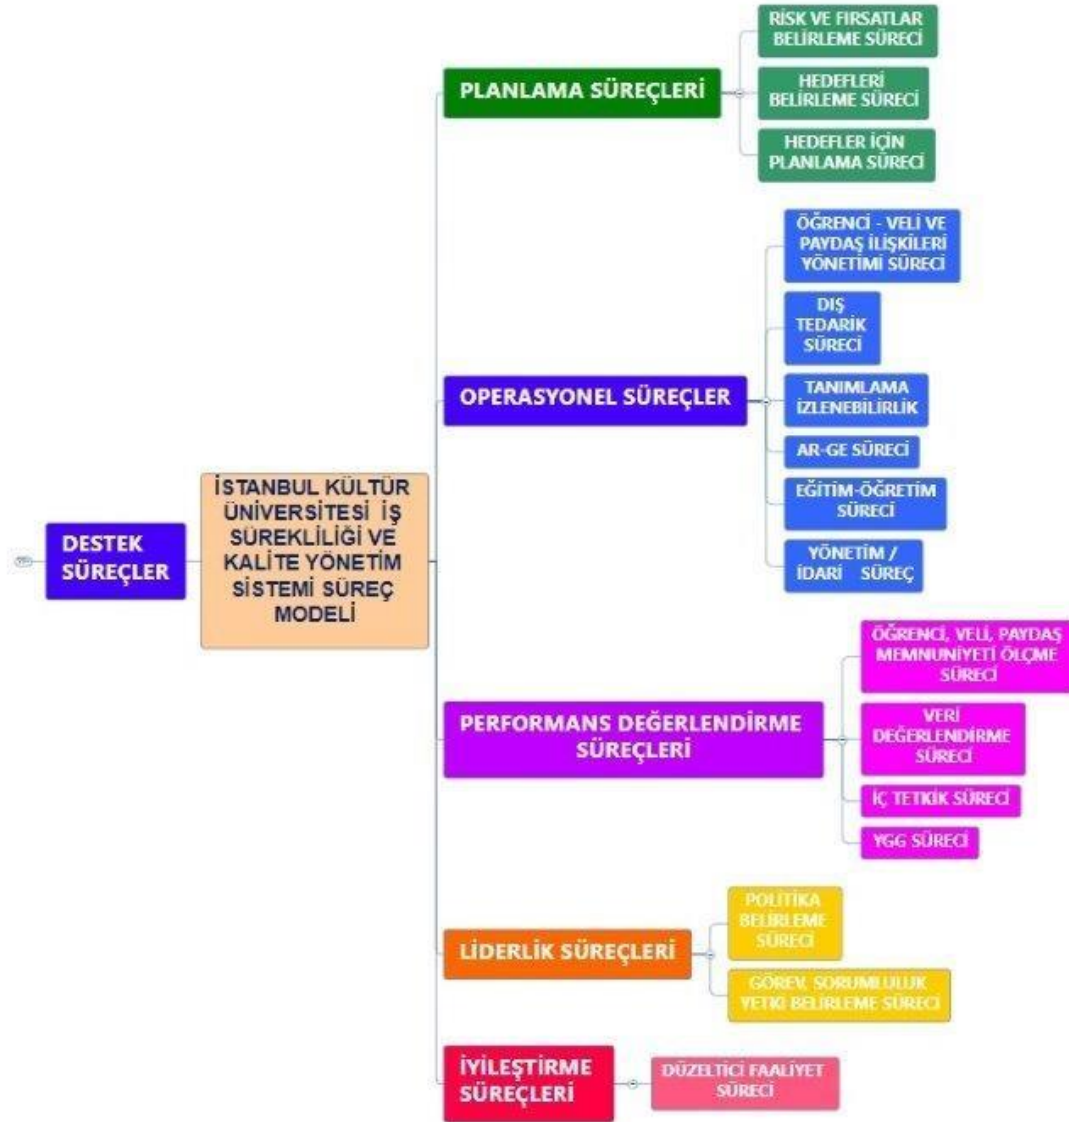 DESTEK
SÜREÇLER
İSTANBUL KÜLTÜR
ÜNİVERSİTESİ İŞ
SÜREKLİLİĞİ VE
KALİTE YÖNETİM
SİSTEMİ SÜREÇ
MODELİ
PLANLAMA SÜREÇLERİ
RİSK VE FIRSATLAR
BELİRLEME SÜRECİ
HEDEFLERİ
BELİRLEME SÜRECİ
HEDEFLER İÇİN
PLANLAMA SÜRECİ
OPERASYONEL SÜREÇLER
ÖĞRENCİ - VELİ VE
PAYDAŞ İLİŞKİLERİ
YÖNETİMİ SÜRECİ
DIŞ
TEDARİK
SÜRECİ
TANIMLAMA
İZLENEBİLİRLİK
AR-GE SÜRECİ
EĞİTİM-ÖĞRETİM
SÜRECİ
YÖNETİM /
İDARİ SÜREÇ
PERFORMANS DEĞERLENDİRME
SÜREÇLERİ
ÖĞRENCİ, VELİ, PAYDAŞ
MEMNUNİYETİ ÖLÇME
SÜRECİ
VERİ
DEĞERLENDİRME
SÜRECİ
İÇ TETKİK SÜRECİ
YGG SÜRECİ
LİDERLİK SÜREÇLERİ
POLİTİKA
BELİRLEME
SÜRECİ
GÖREV, SORUMLULUK
YETKI BELİRLEME SÜRECİ
İYİLEŞTİRME
SÜREÇLERİ
DÜZELTİCİ FAALİYET
SÜRECİ